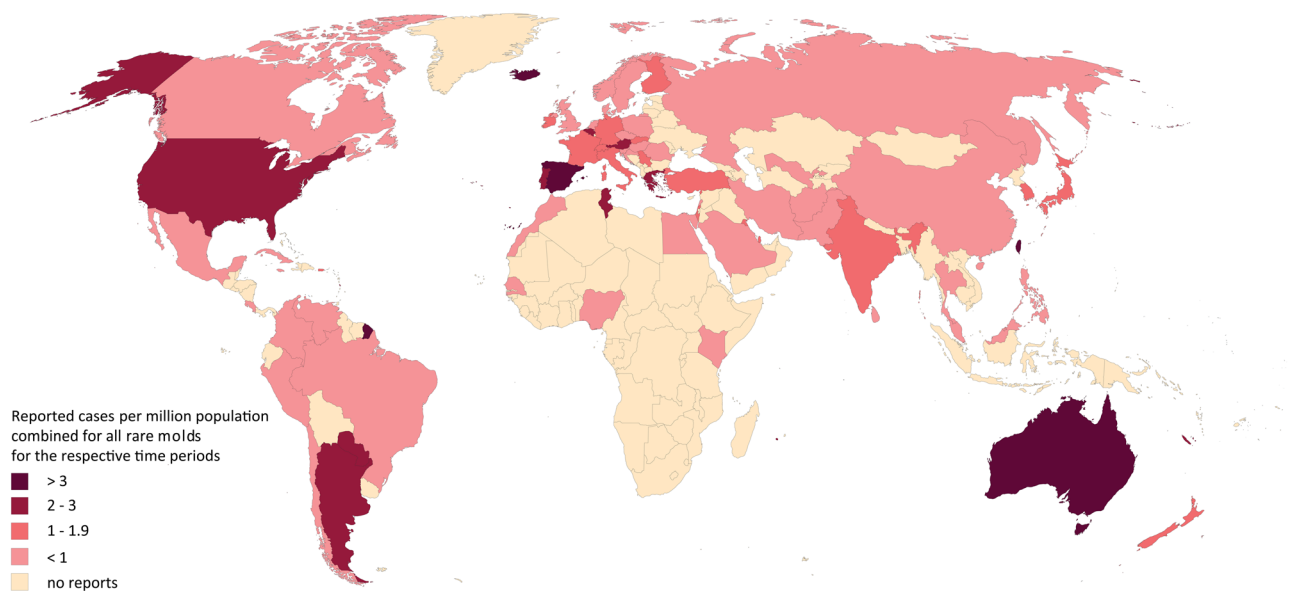 Reported cases per million population
combined for all rare molds
for the respective time periods
> 3
2 - 3
1 - 1.9
< 1
no reports